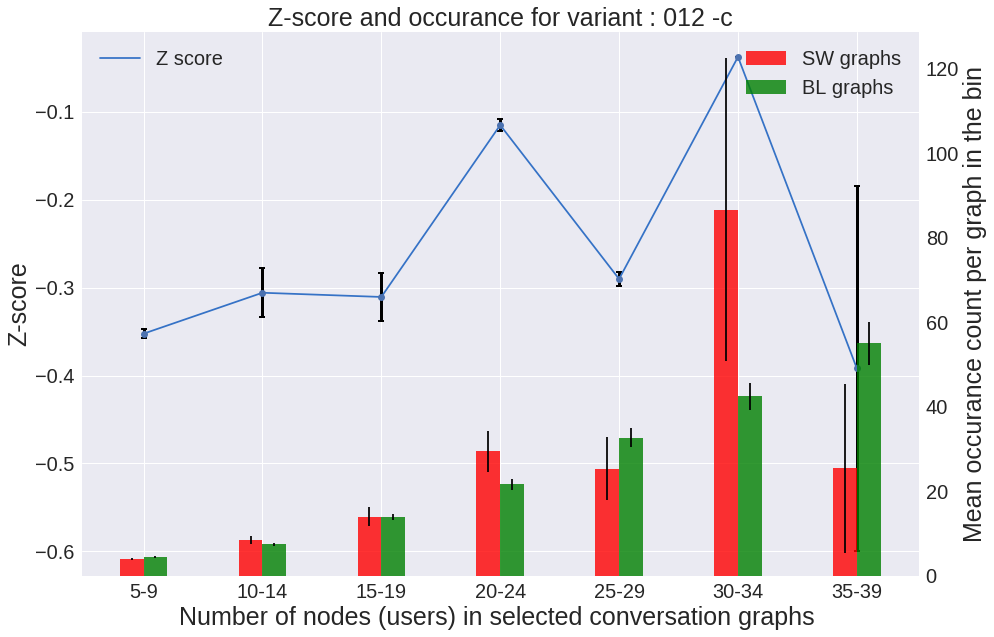 Z-score and occurance for variant : 012 -c
Z score
SW graphs
BL graphs
−0.1
−0.2
−0.3
−0.4
−0.5
−0.6
Z-score
120
100
80
60
40
20
0
Mean occurance count per graph in the bin
5-9 10-14 15-19 20-24 25-29 30-34 35-39
Number of nodes (users) in selected conversation graphs